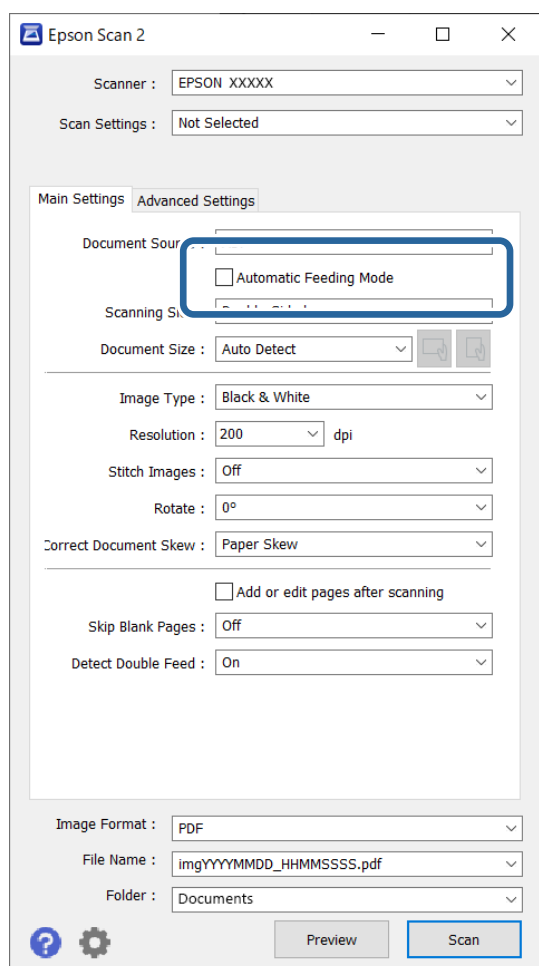 Epson Scan 2
Scanner : EPSON XXXXX
Scan Settings : Not Selected
Main Settings Advanced Settings
Document
Automatic Feeding Mode
Scanning
Document Size : Auto Detect
Image Type : Black & White
Resolution : 200 dpi
Stitch Images : Off
Rotate : 0°
Correct Document Skew : Paper Skew
Add or edit pages after scanning
Skip Blank Pages : Off
Detect Double Feed : On
Image Format : PDF
File Name : imgYYYYMMDD_HHMMSSSS.pdf
Folder : Documents
? Preview Scan